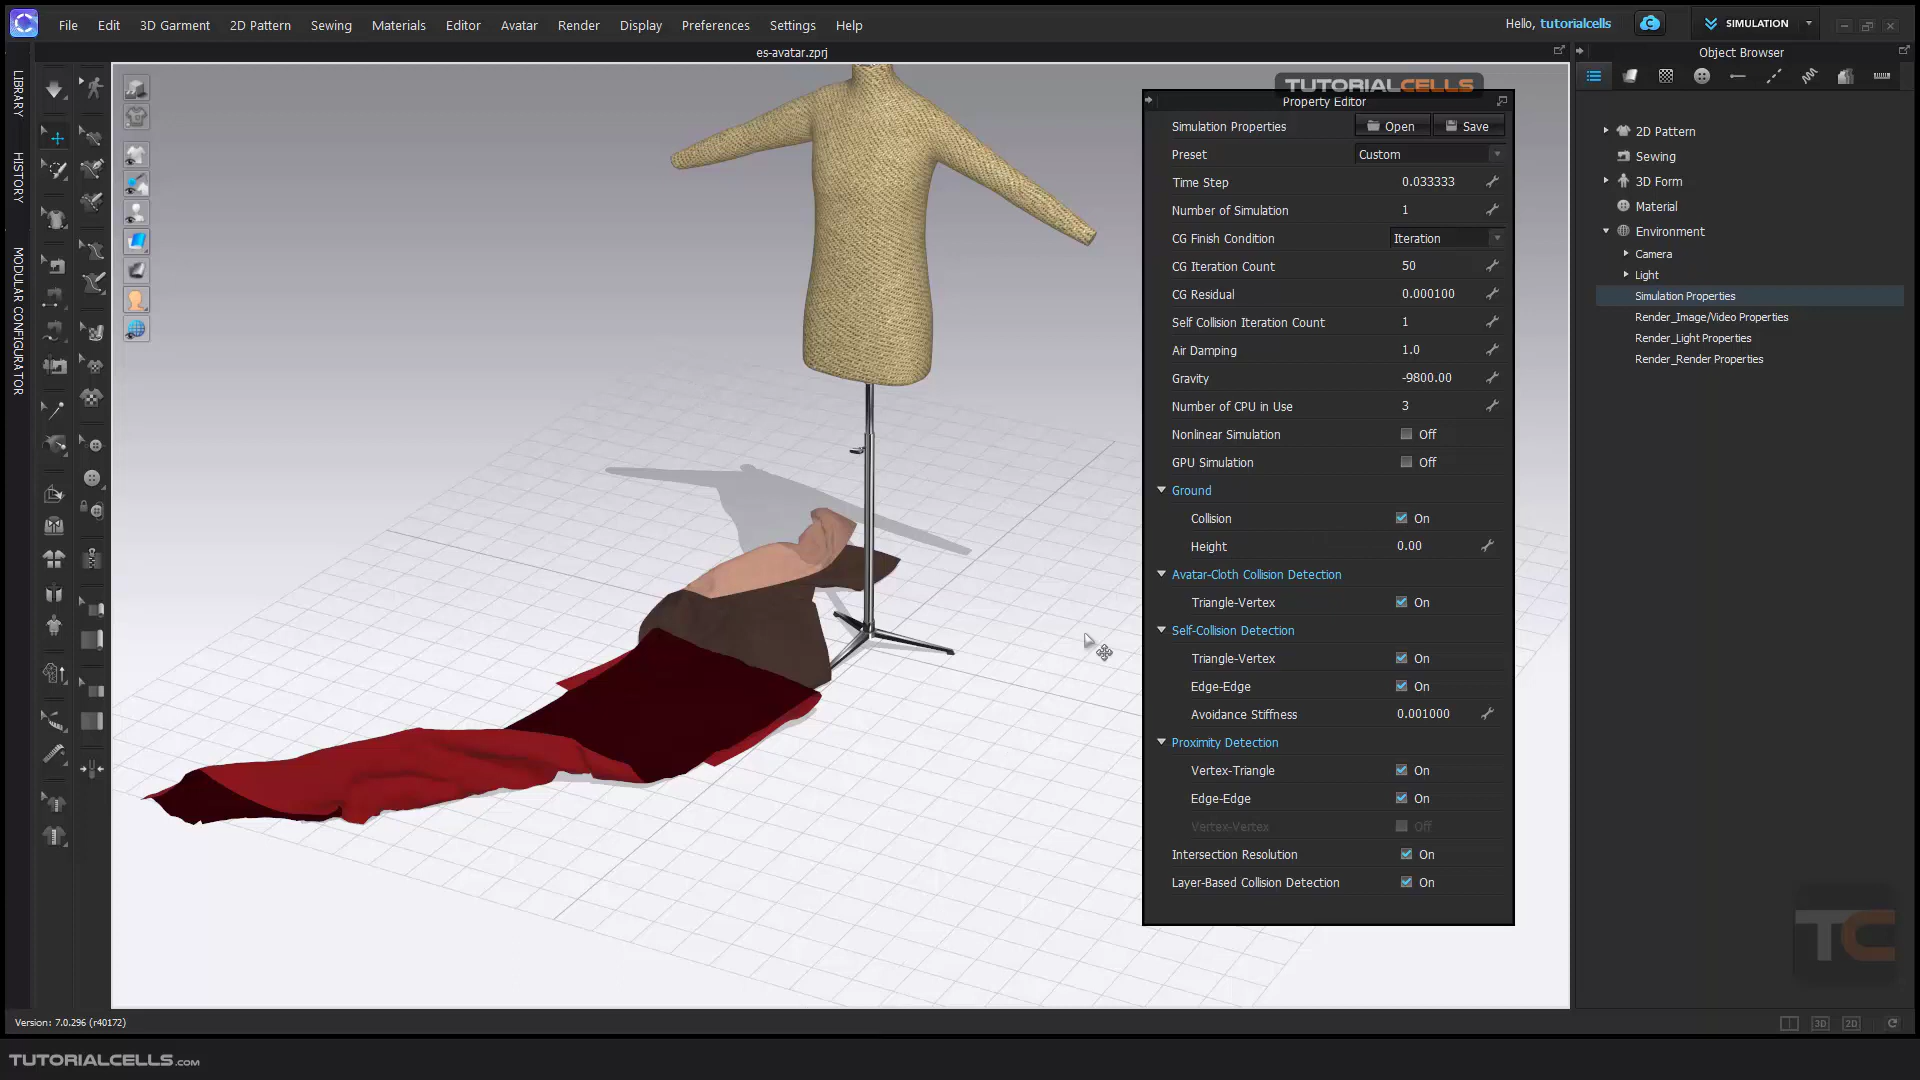 File Edit 3D Garment 2D Pattern Sewing Materials Editor Avatar Render Display Preferences Settings Help
Hello, tutorialcells
SIMULATION
es-avatar.zprj
Object Browser
LIBRARY
HISTORY
MODULAR CONFIGURATOR
TUTORIALCELLS
Property Editor
Simulation Properties Open Save
Preset Custom
Time Step 0.033333
Number of Simulation 1
CG Finish Condition Iteration
CG Iteration Count 50
CG Residual 0.000100
Self Collision Iteration Count 1
Air Damping 1.0
Gravity -9800.00
Number of CPU in Use 3
Nonlinear Simulation Off
GPU Simulation Off
Ground
Collision On
Height 0.00
Avatar-Cloth Collision Detection
Triangle-Vertex On
Self-Collision Detection
Triangle-Vertex On
Edge-Edge On
Avoidance Stiffness 0.001000
Proximity Detection
Vertex-Triangle On
Edge-Edge On
Vertex-Vertex Off
Intersection Resolution On
Layer-Based Collision Detection On
2D Pattern
Sewing
3D Form
Material
Environment
Camera
Light
Simulation Properties
Render_Image/Video Properties
Render_Light Properties
Render_Render Properties
TC
Version: 7.0.296 (r40172)
3D 2D
TUTORIALCELLS.com